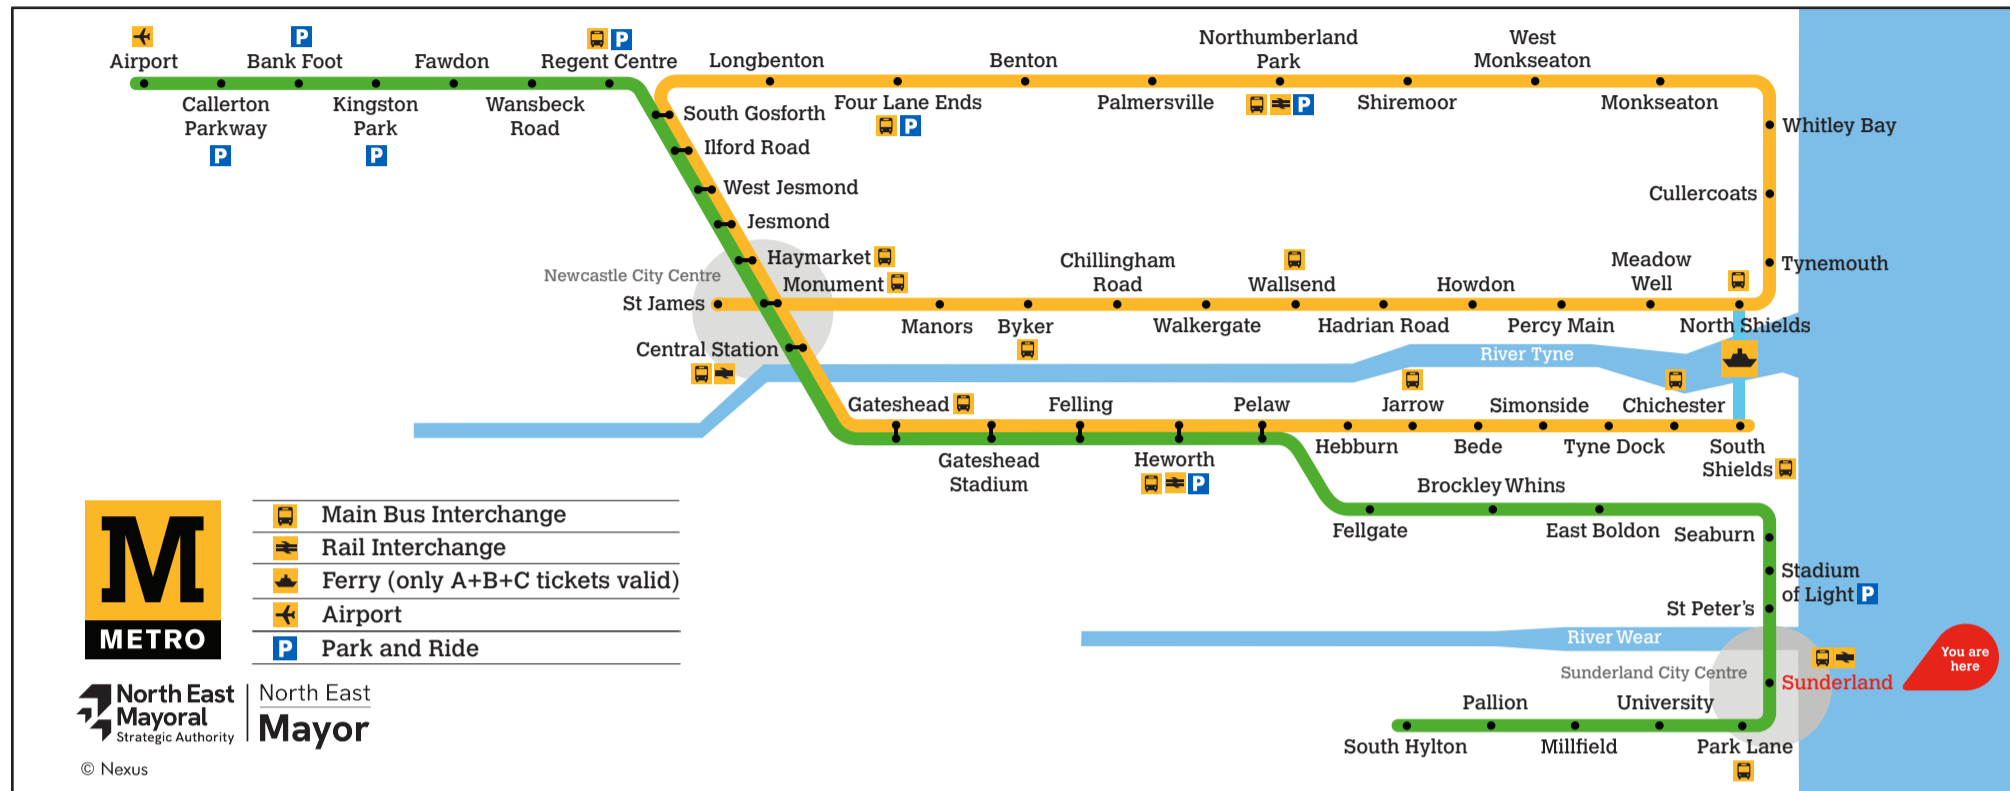 Airport
Callerton
Parkway
P
Bank Foot
P
Kingston
Park
P
Fawdon
Wansbeck
Road
Regent Centre
P
South Gosforth
Ilford Road
West Jesmond
Jesmond
Haymarket
Monument
Newcastle City Centre
St James
Central Station
Longbenton
Four Lane Ends
P
Benton
Palmersville
Northumberland
Park
P
Shiremoor
West
Monkseaton
Monkseaton
Whitley Bay
Cullercoats
Tynemouth
North Shields
Meadow
Well
Percy Main
Howdon
Hadrian Road
Wallsend
Walkergate
Chillingham
Road
Byker
Manors
River Tyne
Gateshead
Gateshead
Stadium
Felling
Heworth
P
Pelaw
Hebburn
Jarrow
Bede
Simonside
Tyne Dock
Chichester
South
Shields
Fellgate
Brockley Whins
East Boldon
Seaburn
Stadium
of Light P
St Peter's
River Wear
Sunderland City Centre
Sunderland
You are
here
Park Lane
University
Millfield
Pallion
South Hylton
M
METRO
Main Bus Interchange
Rail Interchange
Ferry (only A+B+C tickets valid)
Airport
P Park and Ride
North East
Mayoral
Strategic Authority
North East
Mayor
© Nexus